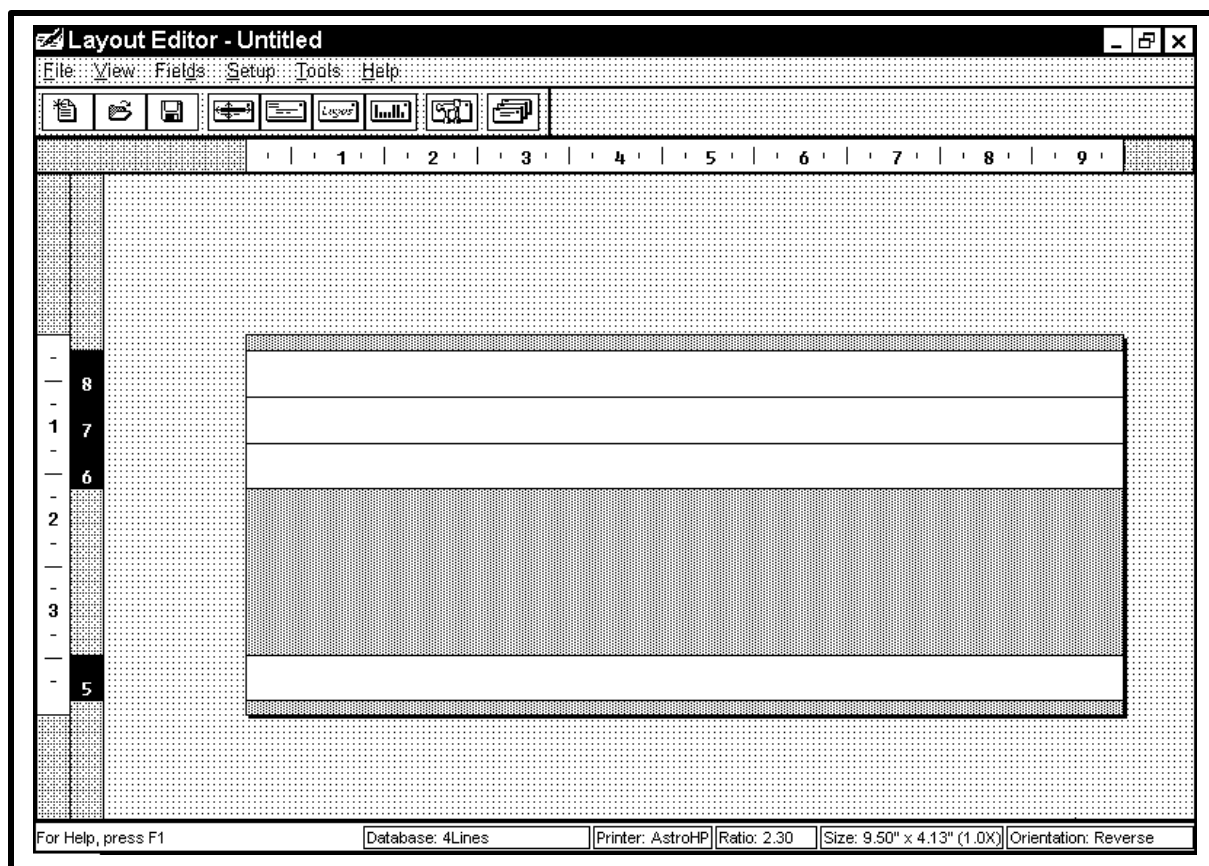 Layout Editor - Untitled
File View Fields Setup Tools Help
Logos
1 2 3 4 5 6 7 8 9
8
1 7
6
2
3
5
For Help, press F1 Database: 4Lines Printer: AstroHP Ratio: 2.30 Size: 9.50" x 4.13" (1.0X) Orientation: Reverse